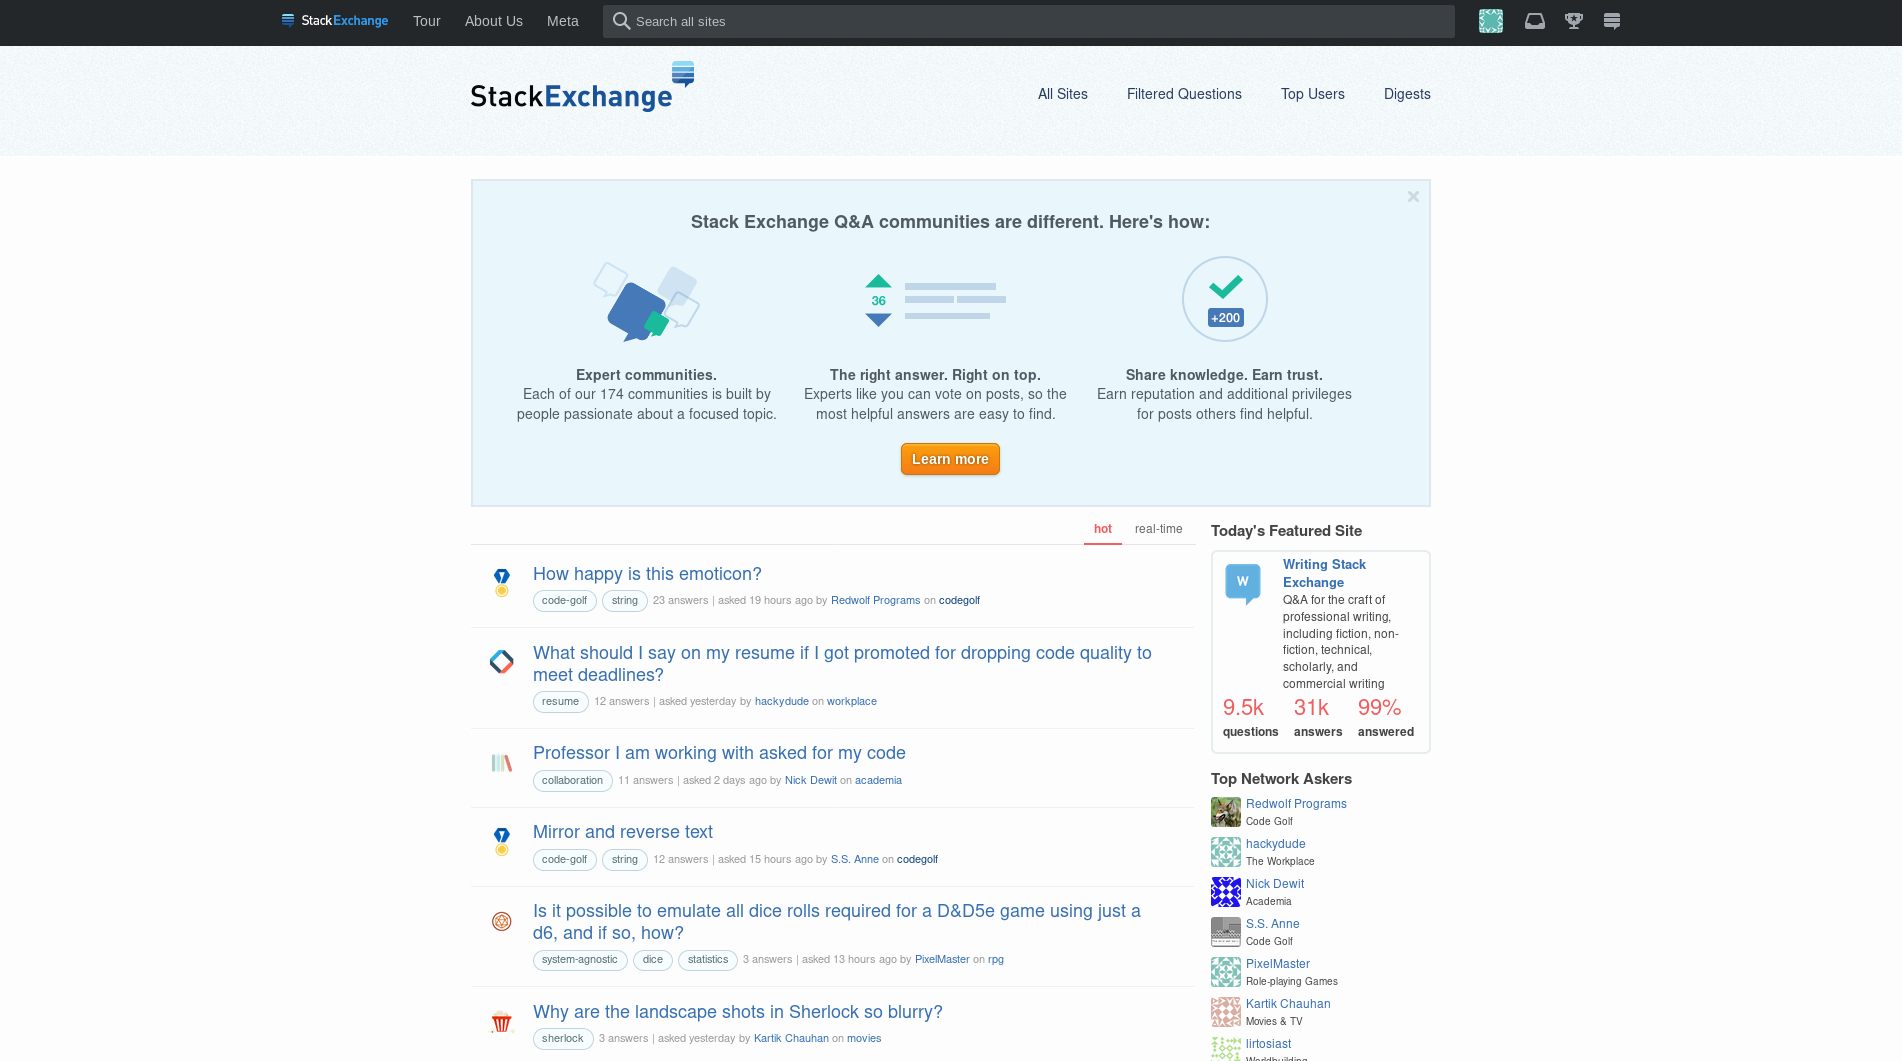 StackExchange Tour About Us Meta Search all sites
StackExchange
All Sites Filtered Questions Top Users Digests
Stack Exchange Q&A communities are different. Here's how:
36
+200
Expert communities.
Each of our 174 communities is built by
people passionate about a focused topic.
The right answer. Right on top.
Experts like you can vote on posts, so the
most helpful answers are easy to find.
Share knowledge. Earn trust.
Earn reputation and additional privileges
for posts others find helpful.
Learn more
hot real-time
How happy is this emoticon?
code-golf string 23 answers | asked 19 hours ago by Redwolf Programs on codegolf
What should I say on my resume if I got promoted for dropping code quality to
meet deadlines?
resume 12 answers | asked yesterday by hackydude on workplace
Professor I am working with asked for my code
collaboration 11 answers | asked 2 days ago by Nick Dewit on academia
Mirror and reverse text
code-golf string 12 answers | asked 15 hours ago by S.S. Anne on codegolf
Is it possible to emulate all dice rolls required for a D&D5e game using just a
d6, and if so, how?
system-agnostic dice statistics 3 answers | asked 13 hours ago by PixelMaster on rpg
Why are the landscape shots in Sherlock so blurry?
sherlock 3 answers | asked yesterday by Kartik Chauhan on movies
Today's Featured Site
W
Writing Stack
Exchange
Q&A for the craft of
professional writing,
including fiction, non-
fiction, technical,
scholarly, and
commercial writing
9.5k 31k 99%
questions answers answered
Top Network Askers
Redwolf Programs
Code Golf
hackydude
The Workplace
Nick Dewit
Academia
S.S. Anne
Code Golf
PixelMaster
Role-playing Games
Kartik Chauhan
Movies & TV
lirtosiast
Worldbuilding